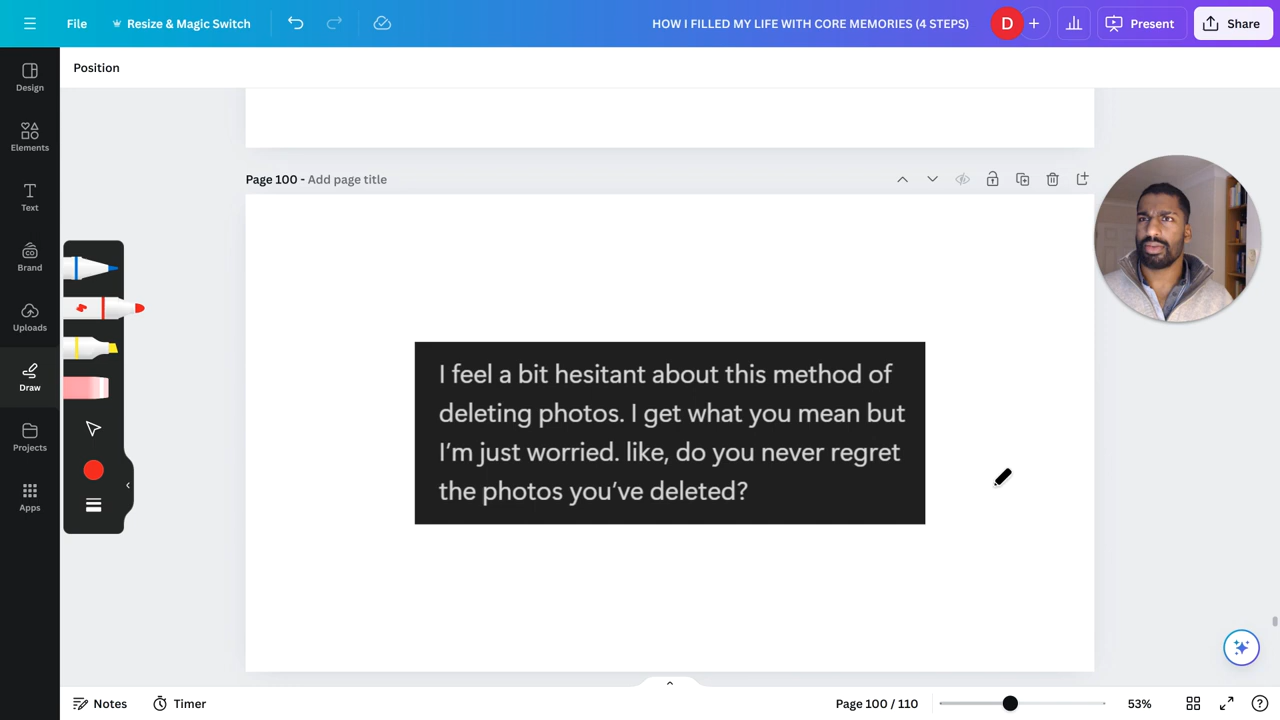 File
Resize & Magic Switch
HOW I FILLED MY LIFE WITH CORE MEMORIES (4 STEPS)
D
Present
Share
Position
Design
Elements
Text
Brand
Uploads
Draw
Projects
Apps
Page 100 - Add page title
I feel a bit hesitant about this method of
deleting photos. I get what you mean but
I'm just worried. like, do you never regret
the photos you've deleted?
Notes
Timer
Page 100 / 110
53%